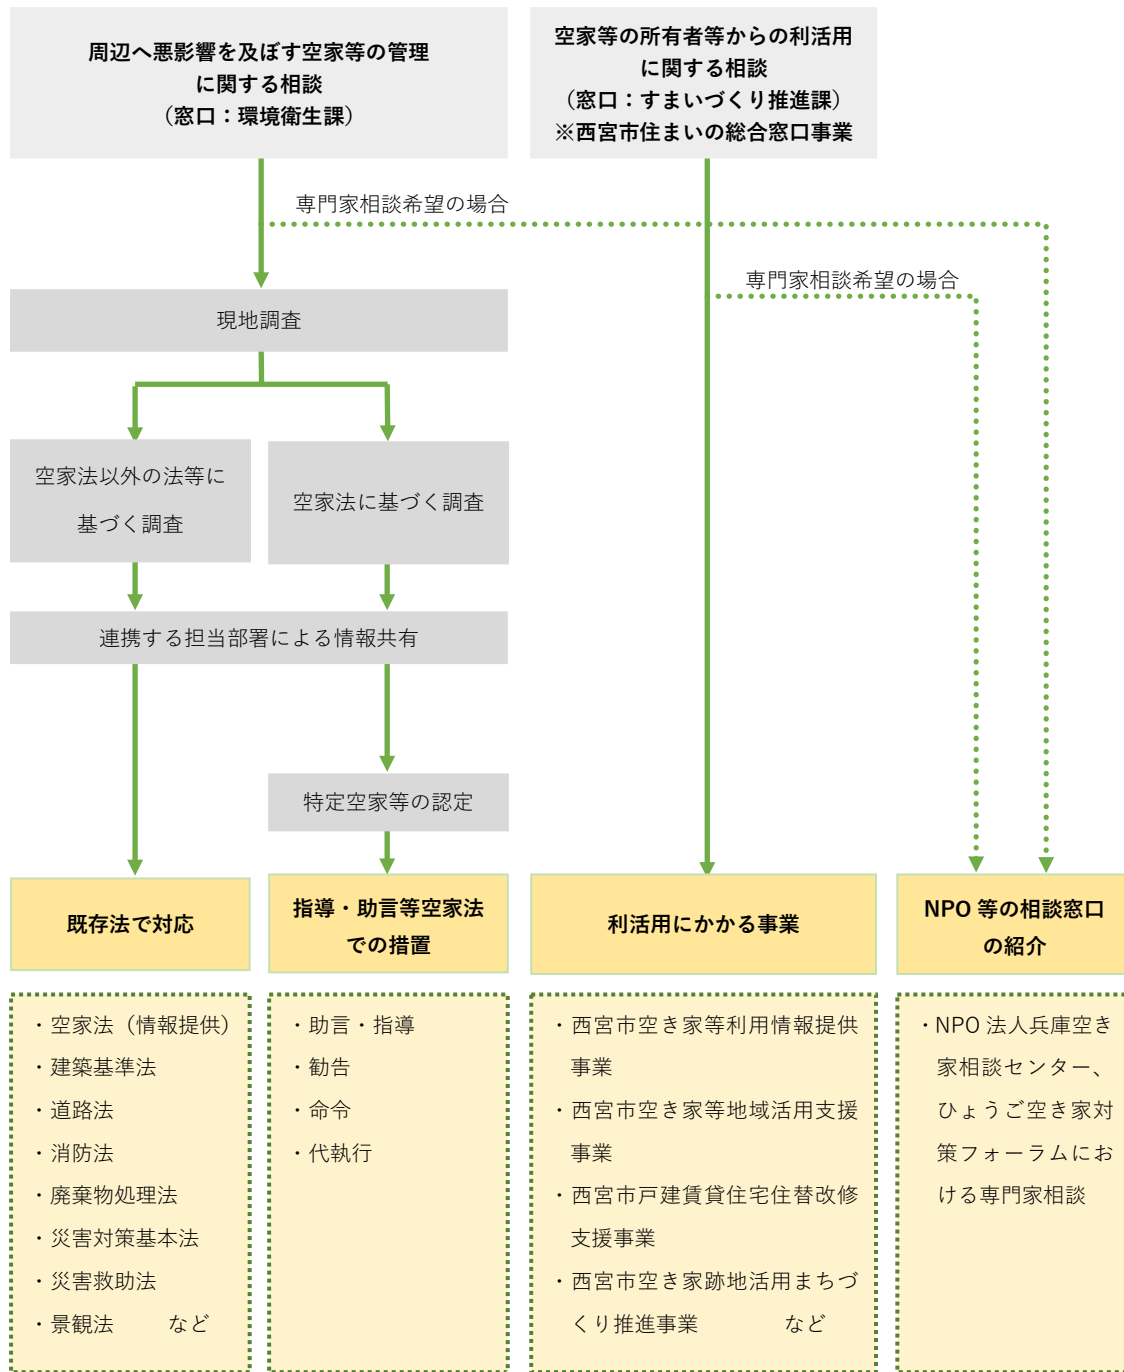 周辺へ悪影響を及ぼす空家等の管理
に関する相談
（窓口：環境衛生課）
空家等の所有者等からの利活用
に関する相談
（窓口：すまいづくり推進課）
※西宮市住まいの総合窓口事業
専門家相談希望の場合
専門家相談希望の場合
現地調査
空家法以外の法等に
基づく調査
空家法に基づく調査
連携する担当部署による情報共有
特定空家等の認定
既存法で対応
指導・助言等空家法
での措置
利活用にかかる事業
NPO 等の相談窓口
の紹介
・空家法（情報提供）
・建築基準法
・道路法
・消防法
・廃棄物処理法
・災害対策基本法
・災害救助法
・景観法　　など
・助言・指導
・勧告
・命令
・代執行
・西宮市空き家等利用情報提供
事業
・西宮市空き家等地域活用支援
事業
・西宮市戸建賃貸住宅住替改修
支援事業
・西宮市空き家跡地活用まちづ
くり推進事業　　　など
・NPO 法人兵庫空き
家相談センター、
ひょうご空き家対
策フォーラムにお
ける専門家相談